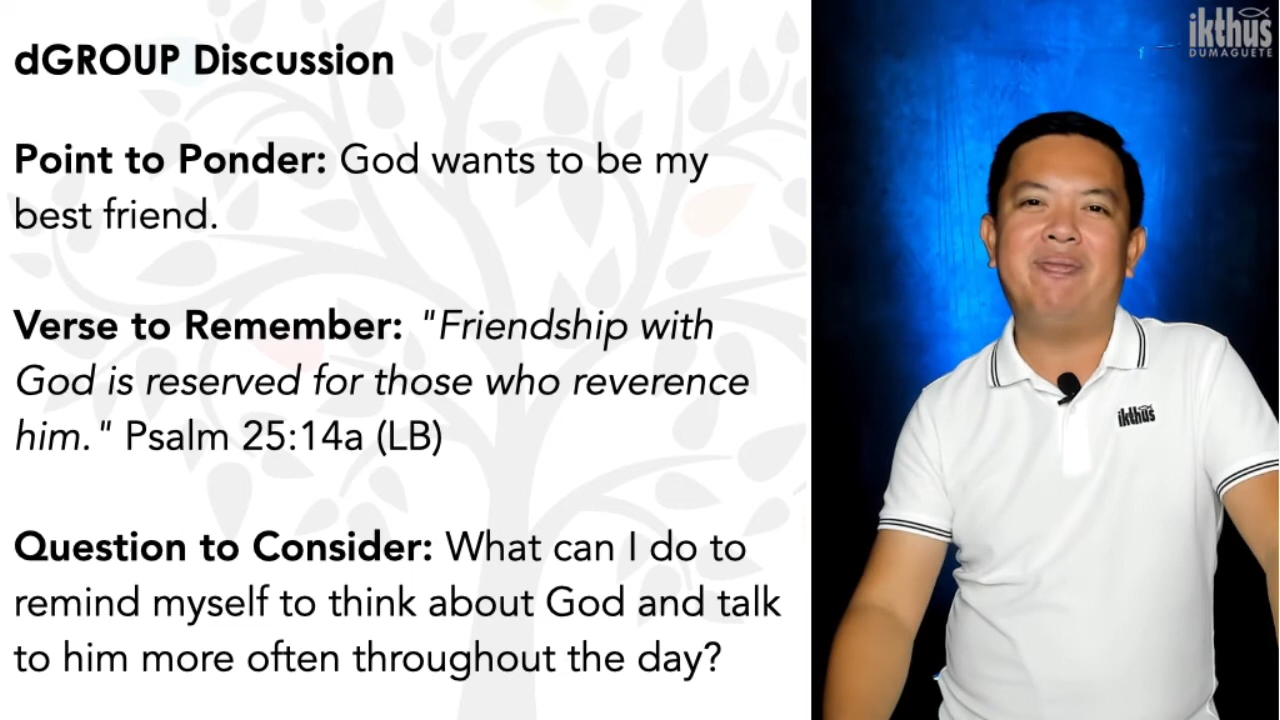 dGROUP Discussion
Point to Ponder: God wants to be my
best friend.
Verse to Remember: "Friendship with
God is reserved for those who reverence
him." Psalm 25:14a (LB)
Question to Consider: What can I do to
remind myself to think about God and talk
to him more often throughout the day?
ikthus
DUMAGUETE
ikthus